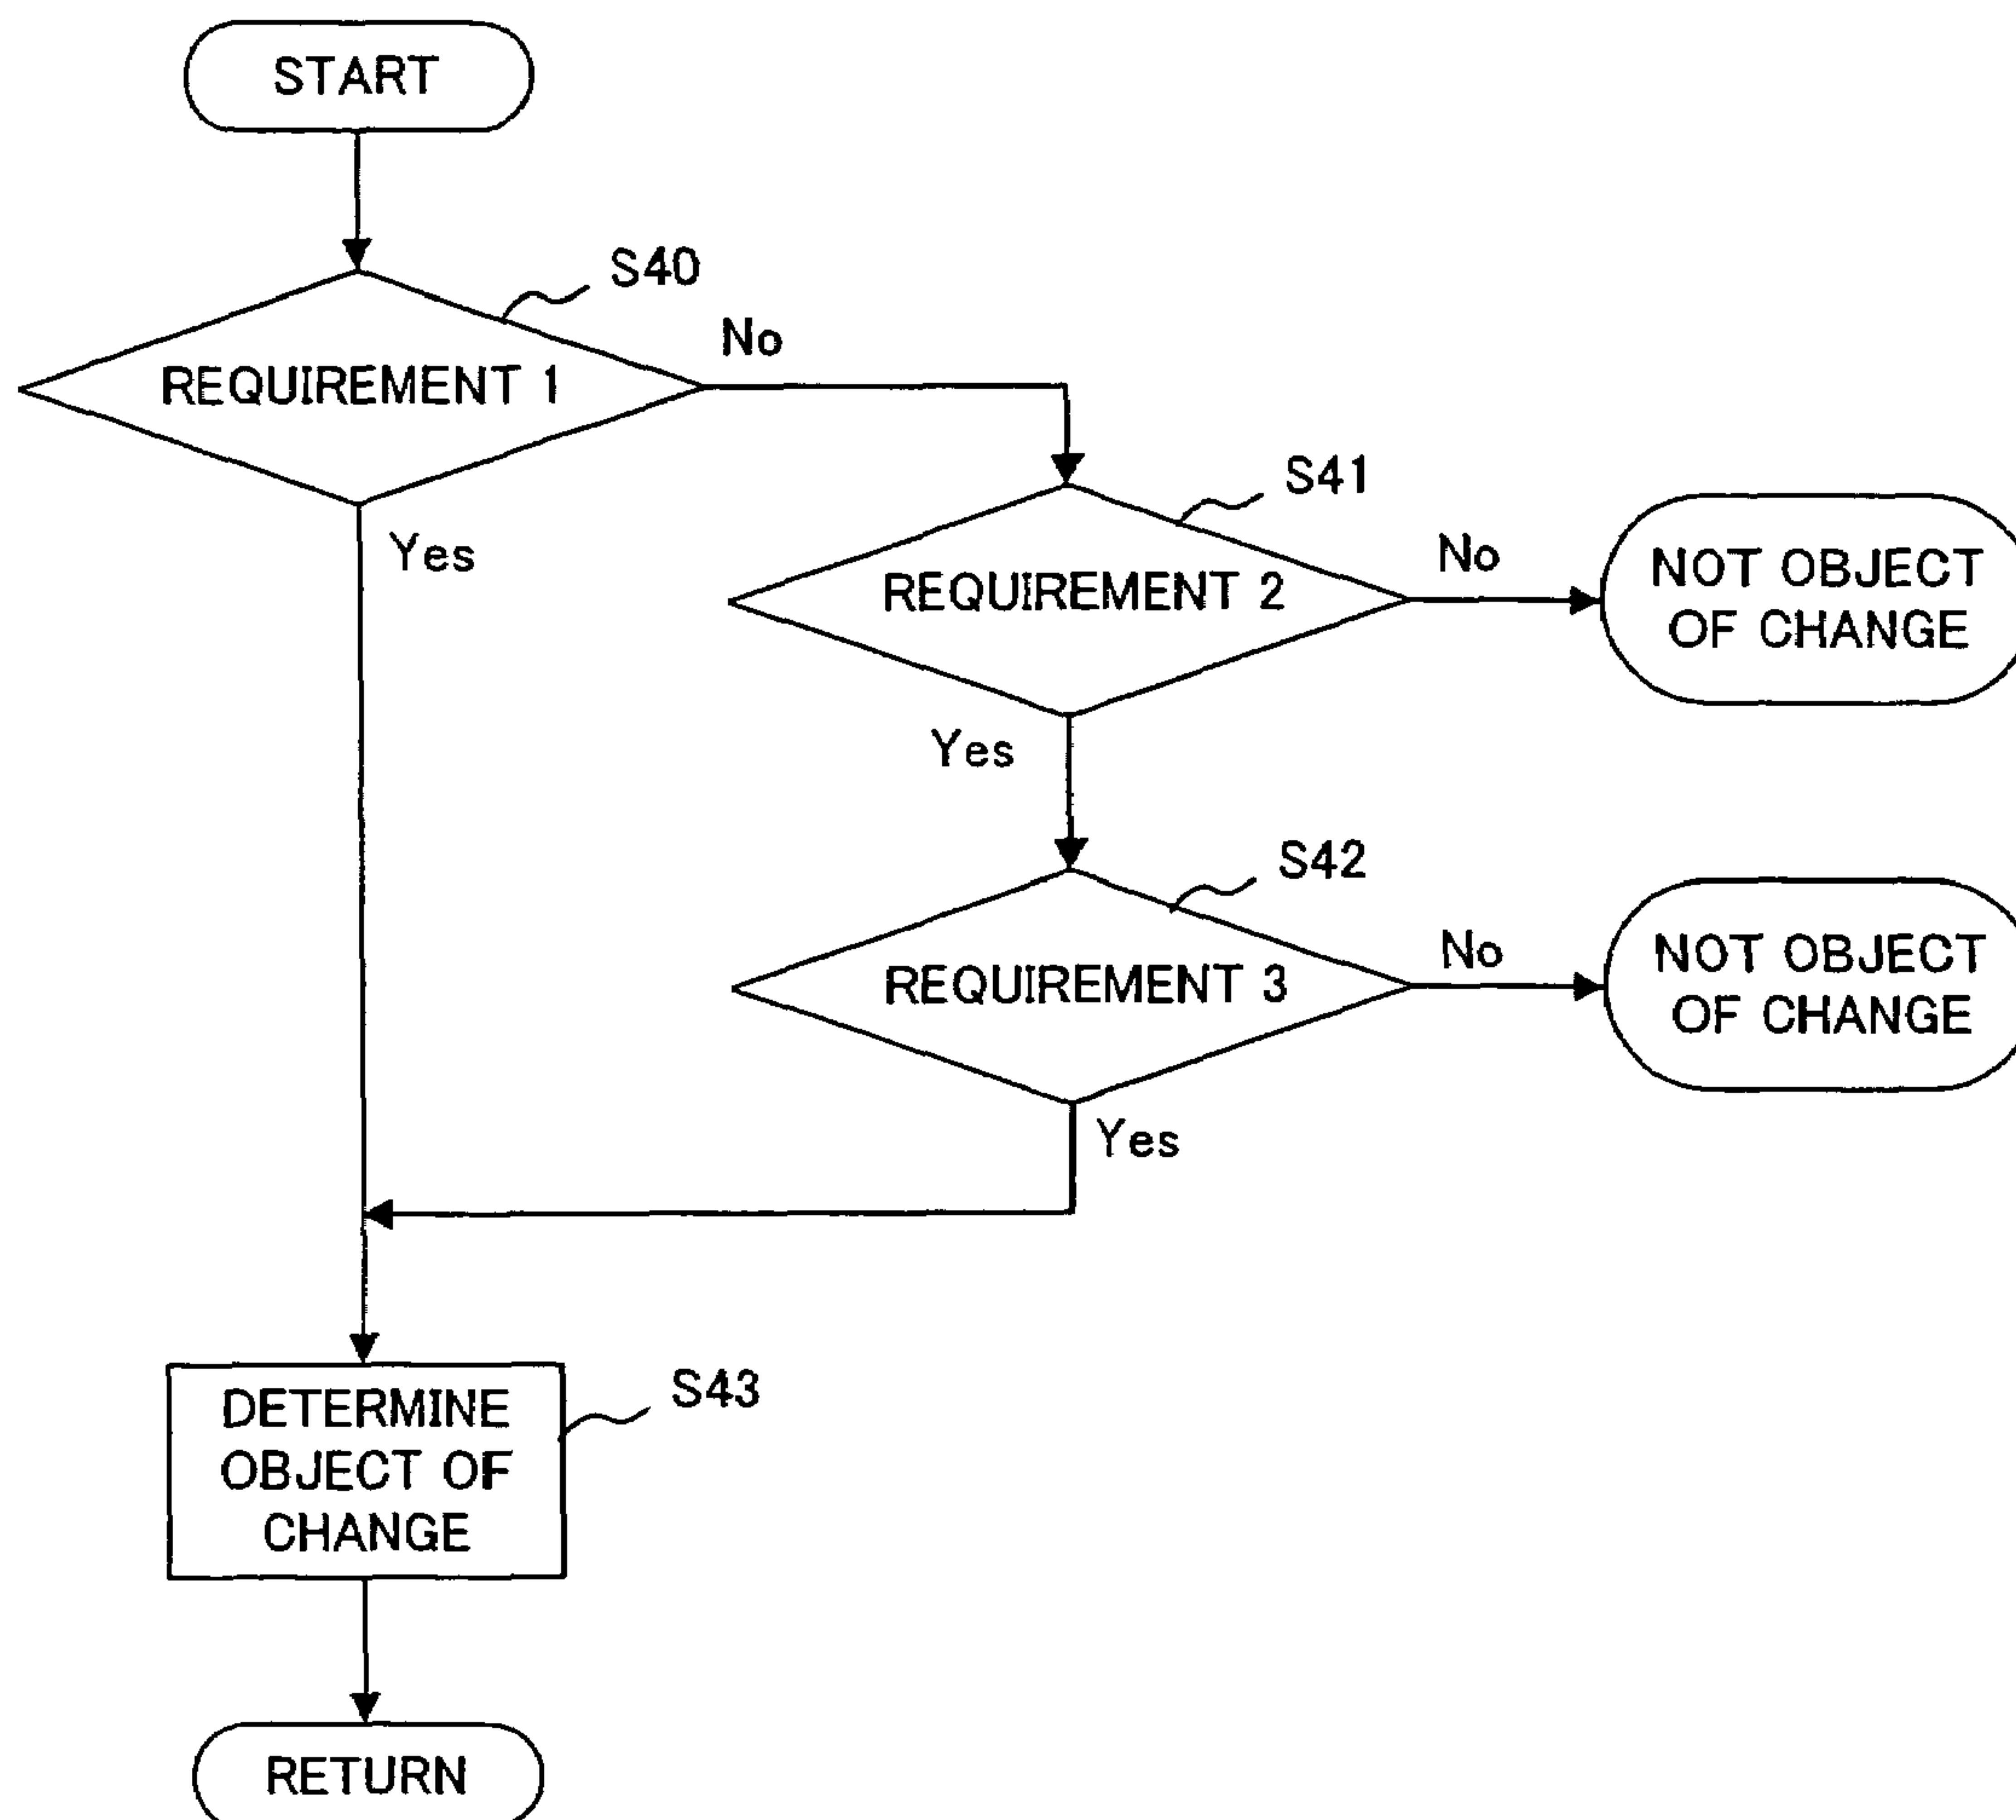 START
S40
No
REQUIREMENT 1
Yes
S41
No
REQUIREMENT 2
NOT OBJECT
OF CHANGE
Yes
S42
No
REQUIREMENT 3
NOT OBJECT
OF CHANGE
Yes
S43
DETERMINE
OBJECT OF
CHANGE
RETURN